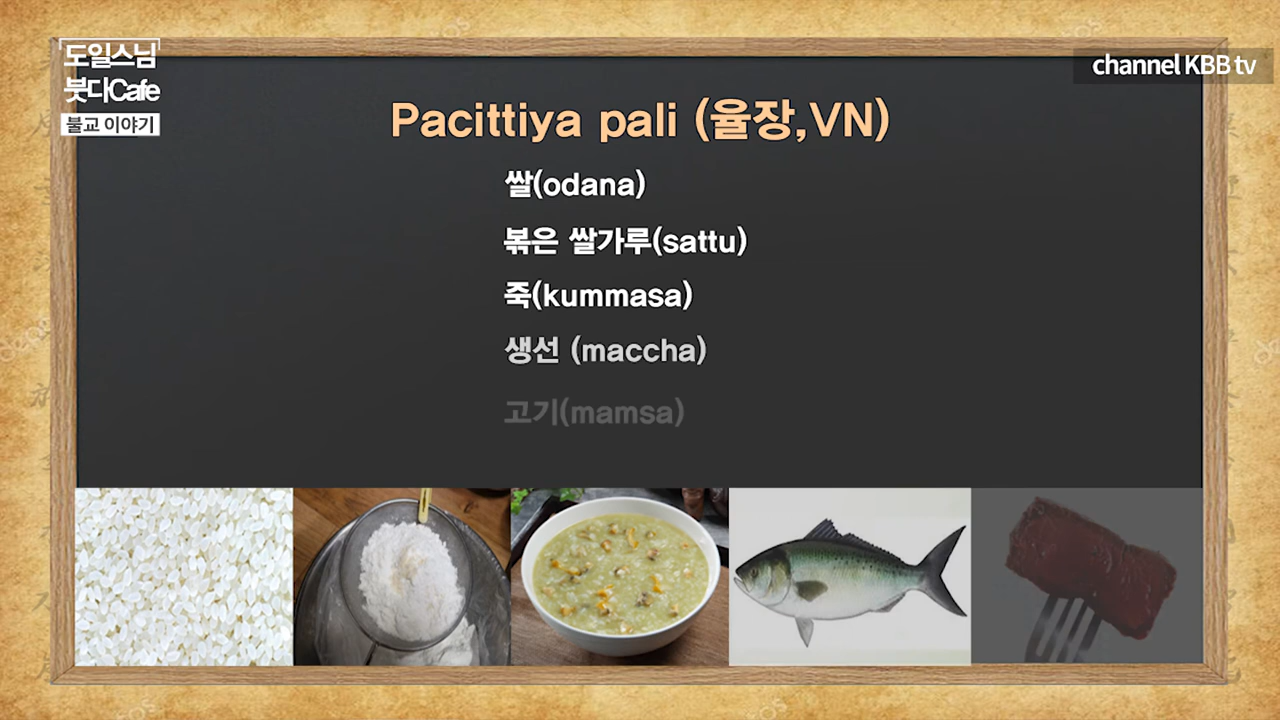 도일스님
붓다Cafe
불교 이야기
channel KBB tv
Pacittiya pali (율장,VN)
쌀(odana)
볶은 쌀가루(sattu)
죽(kummasa)
생선 (maccha)
고기(mamsa)